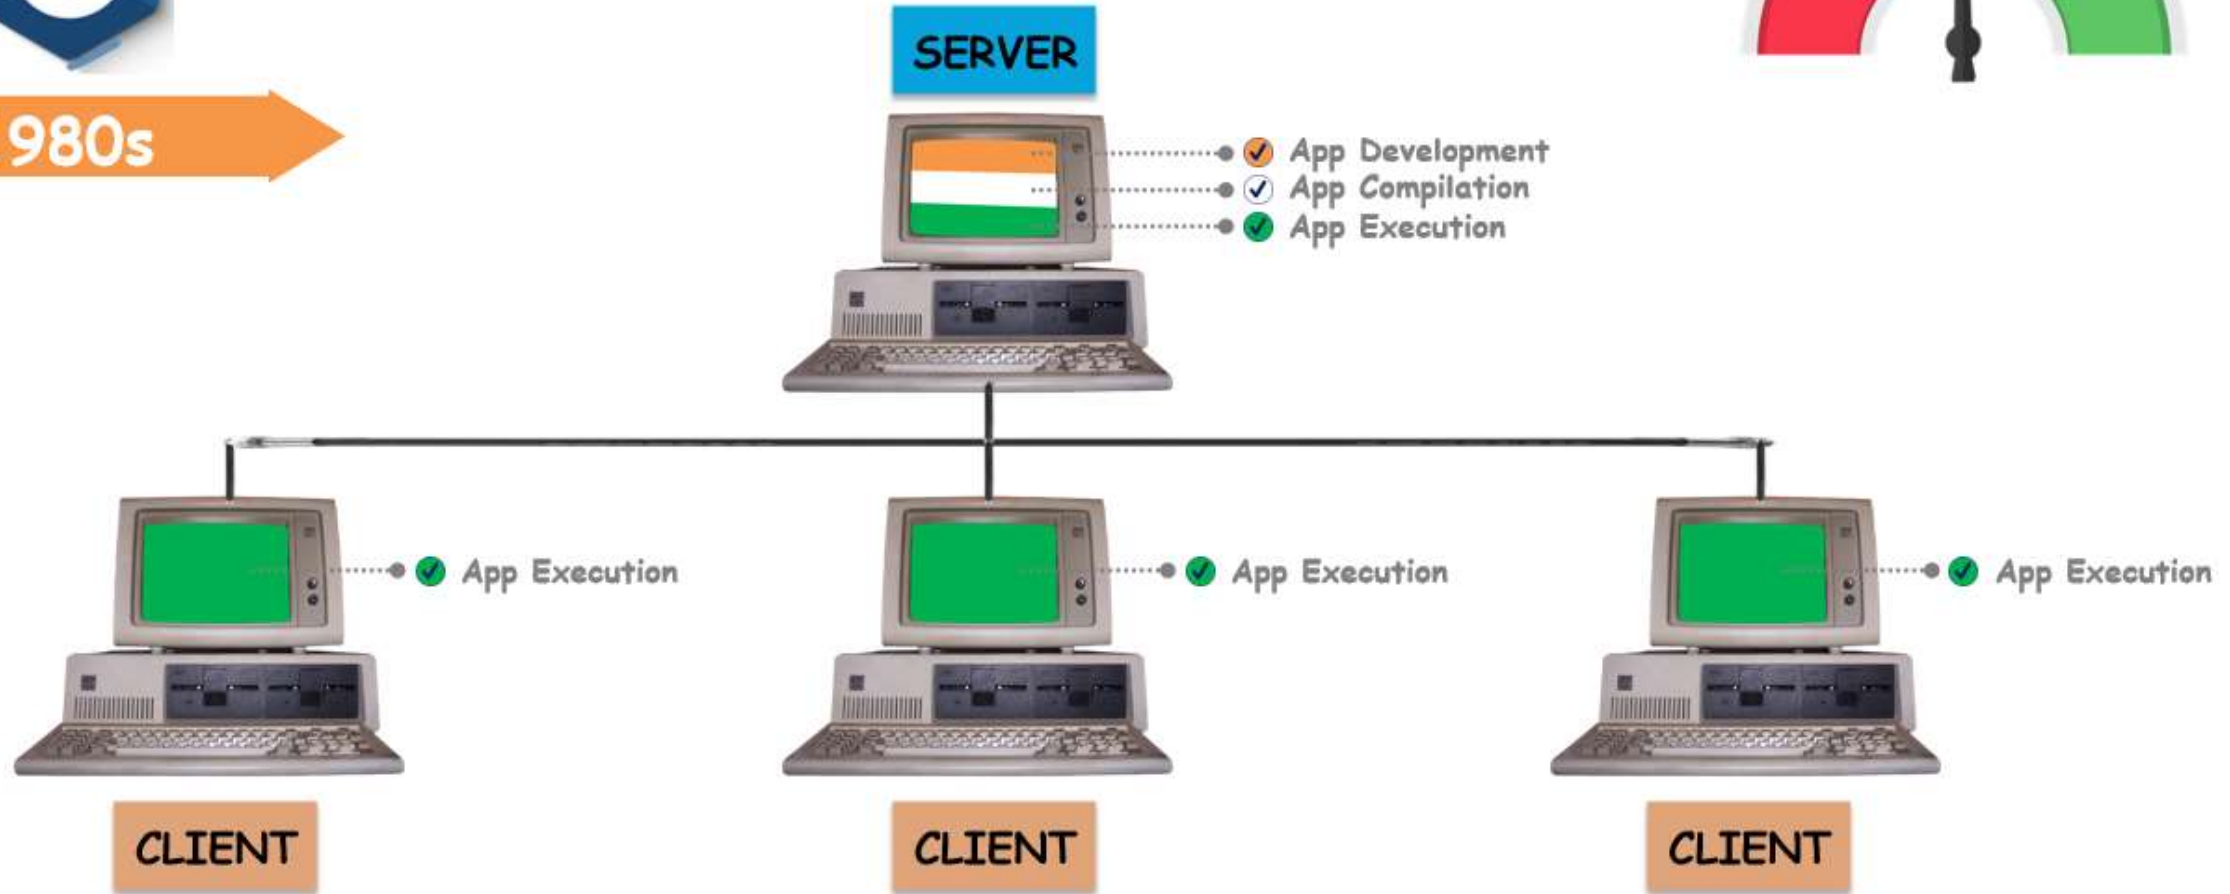 SERVER
980s
App Development
App Compilation
App Execution
App Execution
App Execution
App Execution
CLIENT
CLIENT
CLIENT